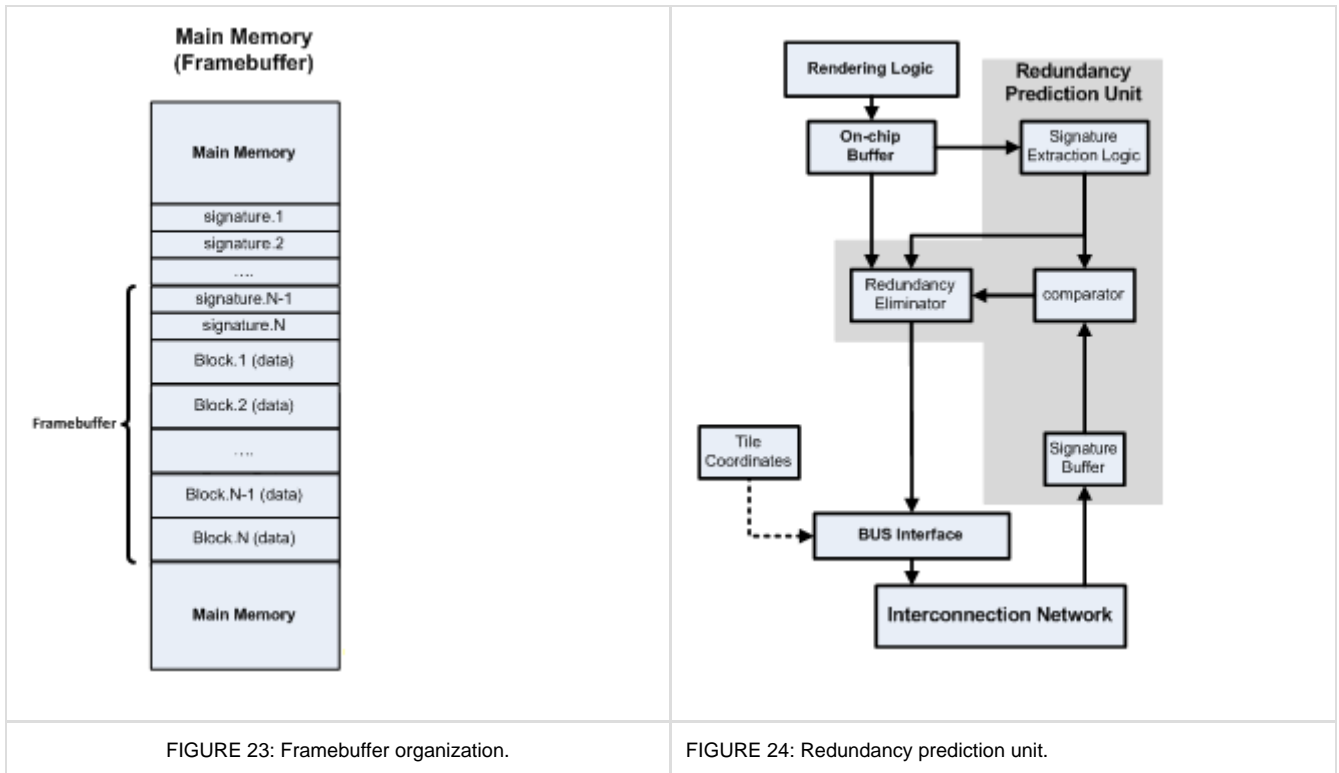 Main Memory
(Framebuffer)
Main Memory
signature.1
signature.2
....
signature.N-1
signature.N
Block.1 (data)
Framebuffer
Block.2 (data)
....
Block.N-1 (data)
Block.N (data)
Main Memory
FIGURE 23: Framebuffer organization.
Rendering Logic
Redundancy
Prediction Unit
On-chip
Buffer
Signature
Extraction Logic
Redundancy
Eliminator
comparator
Tile
Coordinates
Signature
Buffer
BUS Interface
Interconnection Network
FIGURE 24: Redundancy prediction unit.